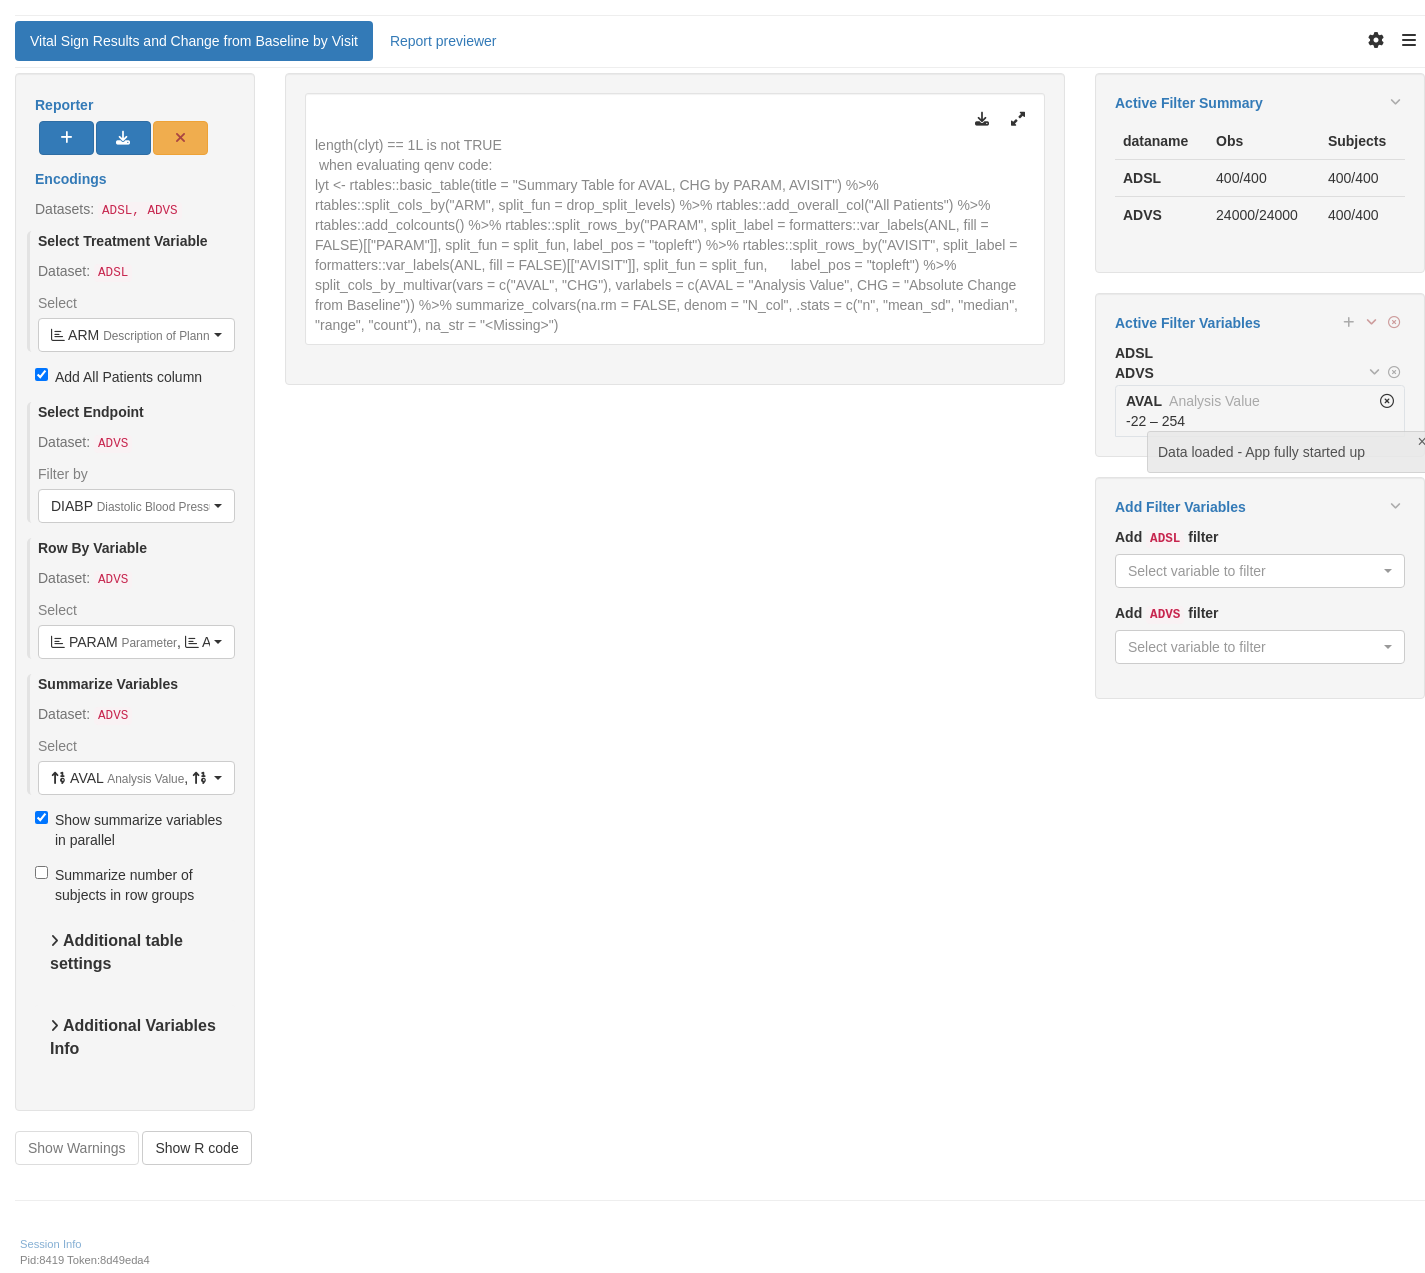 Vital Sign Results and Change from Baseline by Visit
Report previewer
Reporter
Encodings
Datasets: ADSL, ADVS
Select Treatment Variable
Dataset: ADSL
Select
ARM Description of Plann
Add All Patients column
Select Endpoint
Dataset: ADVS
Filter by
DIABP Diastolic Blood Press
Row By Variable
Dataset: ADVS
Select
PARAM Parameter, A
Summarize Variables
Dataset: ADVS
Select
AVAL Analysis Value,
Show summarize variables
in parallel
Summarize number of
subjects in row groups
Additional table
settings
Additional Variables
Info
Show Warnings
Show R code
length(clyt) == 1L is not TRUE
when evaluating qenv code:
lyt <- rtables::basic_table(title = "Summary Table for AVAL, CHG by PARAM, AVISIT") %>%
rtables::split_cols_by("ARM", split_fun = drop_split_levels) %>% rtables::add_overall_col("All Patients") %>%
rtables::add_colcounts() %>% rtables::split_rows_by("PARAM", split_label = formatters::var_labels(ANL, fill =
FALSE)[["PARAM"]], split_fun = split_fun, label_pos = "topleft") %>% rtables::split_rows_by("AVISIT", split_label =
formatters::var_labels(ANL, fill = FALSE)[["AVISIT"]], split_fun = split_fun, label_pos = "topleft") %>%
split_cols_by_multivar(vars = c("AVAL", "CHG"), varlabels = c(AVAL = "Analysis Value", CHG = "Absolute Change
from Baseline")) %>% summarize_colvars(na.rm = FALSE, denom = "N_col", .stats = c("n", "mean_sd", "median",
"range", "count"), na_str = "<Missing>")
Active Filter Summary
dataname Obs Subjects
ADSL 400/400 400/400
ADVS 24000/24000 400/400
Active Filter Variables
ADSL
ADVS
AVAL Analysis Value
-22 – 254
Data loaded - App fully started up
Add Filter Variables
Add ADSL filter
Select variable to filter
Add ADVS filter
Select variable to filter
Session Info
Pid:8419 Token:8d49eda4